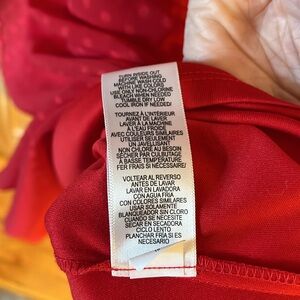 TURN INSIDE OUT
BEFORE WASHING
MACHINE WASH COLD
WITH LIKE COLORS
USE ONLY NON-CHLORINE
BLEACH WHEN NEEDED
TUMBLE DRY LOW
COOL IRON IF NEEDED/
TOURNEZ À L'INTÉRIEUR
AVANT DE LAVER
LAVER À LA MACHINE
À L'EAU FROIDE
AVEC COULEURS SIMILAIRES
UTILISER SEULEMENT
UN JAVELLISANT
NON CHLORÉ AU BESOIN
SÉCHER PAR CULBUTAGE
À BASSE TEMPÉRATURE
FER FRAIS SI NÉCESSAIRE/
VOLTEAR AL REVERSO
ANTES DE LAVAR
LAVAR EN LAVADORA
CON AGUA FRIA
CON COLORES SIMILARES
USAR SOLAMENTE
BLANQUEADOR SIN CLORO
CUANDO SE NECESITE
SECAR EN SECADORA
CICLO LENTO
PLANCHAR FRÍA SI ES
NECESARIO